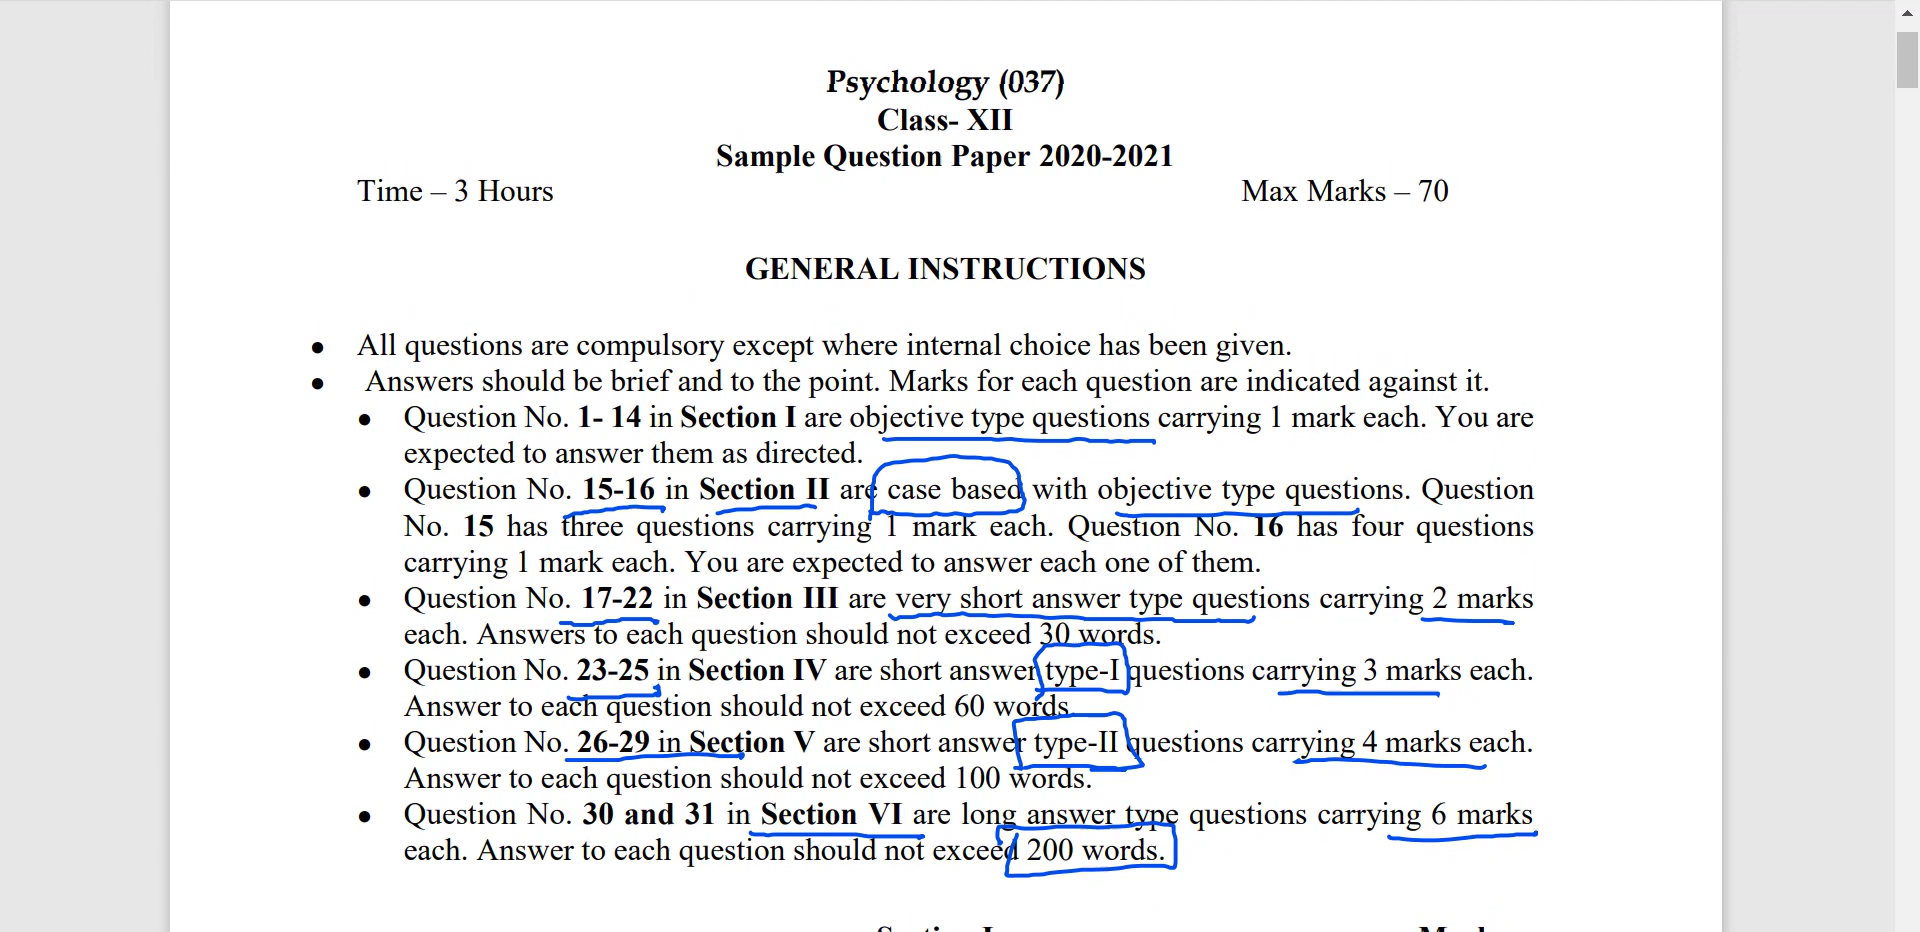 Psychology (037)
Class- XII
Sample Question Paper 2020-2021
Time – 3 Hours Max Marks – 70
GENERAL INSTRUCTIONS
● All questions are compulsory except where internal choice has been given.
● Answers should be brief and to the point. Marks for each question are indicated against it.
● Question No. 1- 14 in Section I are objective type questions carrying 1 mark each. You are
expected to answer them as directed.
● Question No. 15-16 in Section II are case based with objective type questions. Question
No. 15 has three questions carrying 1 mark each. Question No. 16 has four questions
carrying 1 mark each. You are expected to answer each one of them.
● Question No. 17-22 in Section III are very short answer type questions carrying 2 marks
each. Answers to each question should not exceed 30 words.
● Question No. 23-25 in Section IV are short answer type-I questions carrying 3 marks each.
Answer to each question should not exceed 60 words.
● Question No. 26-29 in Section V are short answer type-II questions carrying 4 marks each.
Answer to each question should not exceed 100 words.
● Question No. 30 and 31 in Section VI are long answer type questions carrying 6 marks
each. Answer to each question should not exceed 200 words.